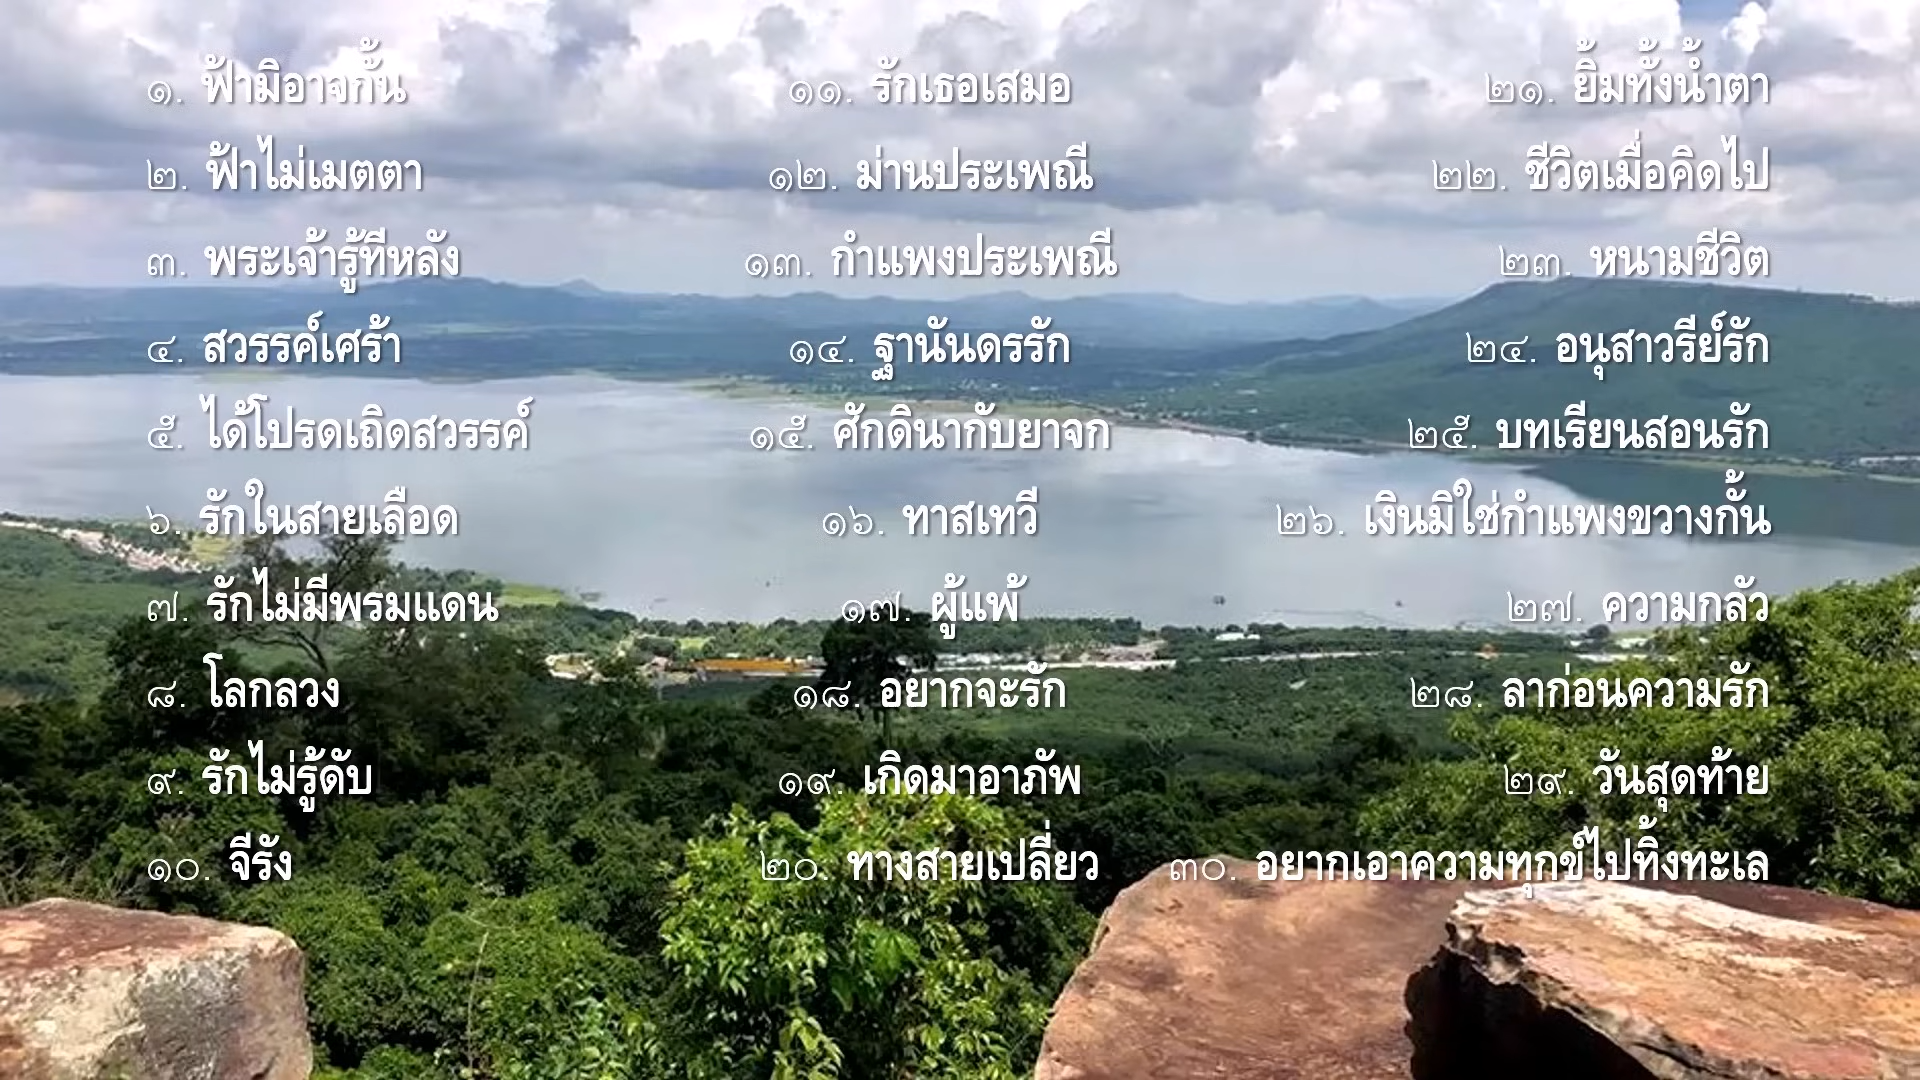 ๑. ฟ้ามิอาจกั้น
๒. ฟ้าไม่เมตตา
๓. พระเจ้ารู้ทีหลัง
๔. สวรรค์เศร้า
๕. ได้โปรดเถิดสวรรค์
๖. รักในสายเลือด
๗. รักไม่มีพรมแดน
๘. โลกลวง
๙. รักไม่รู้ดับ
๑๐. จีรัง
๑๑. รักเธอเสมอ
๑๒. ม่านประเพณี
๑๓. กำแพงประเพณี
๑๔. ฐานันดรรัก
๑๕. ศักดินากับยาจก
๑๖. ทาสเทวี
๑๗. ผู้แพ้
๑๘. อยากจะรัก
๑๙. เกิดมาอาภัพ
๒๐. ทางสายเปลี่ยว
๒๑. ยิ้มทั้งน้ำตา
๒๒. ชีวิตเมื่อคิดไป
๒๓. หนามชีวิต
๒๔. อนุสาวรีย์รัก
๒๕. บทเรียนสอนรัก
๒๖. เงินมิใช่กำแพงขวางกั้น
๒๗. ความกลัว
๒๘. ลาก่อนความรัก
๒๙. วันสุดท้าย
๓๐. อยากเอาความทุกข์ไปทิ้งทะเล